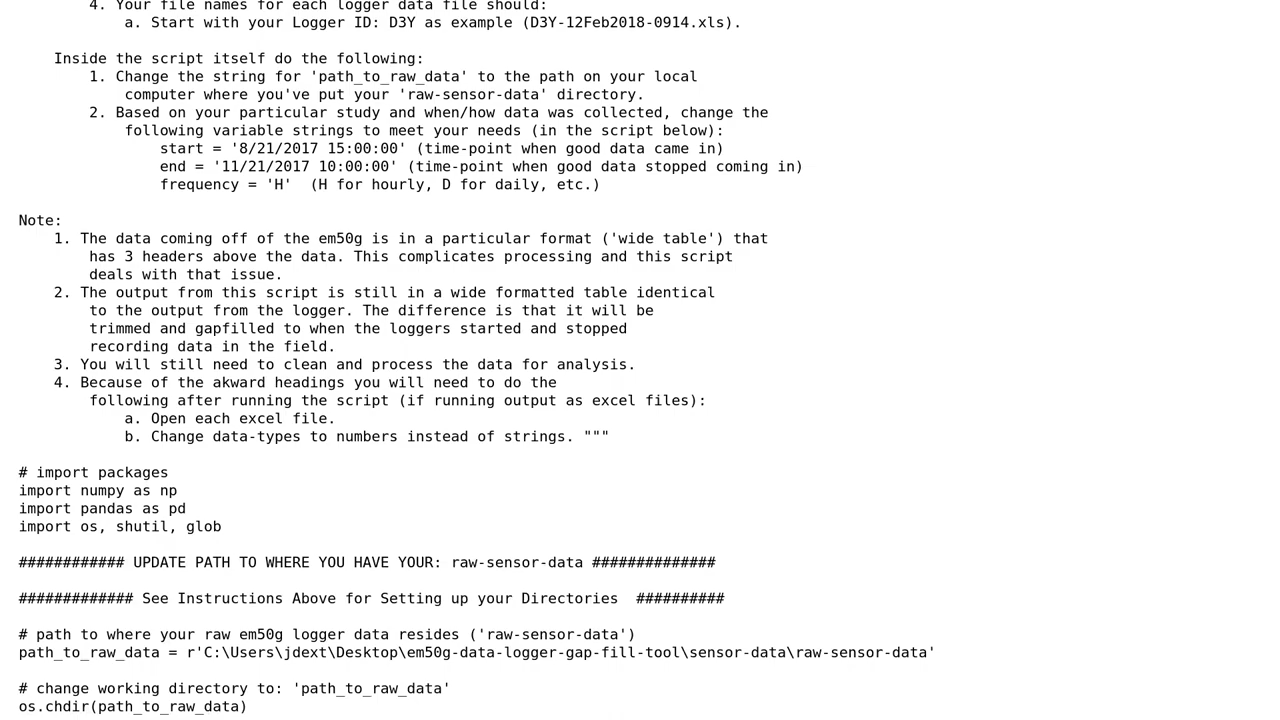 4. Your file names for each logger data file should:
a. Start with your Logger ID: D3Y as example (D3Y-12Feb2018-0914.xls).
Inside the script itself do the following:
1. Change the string for 'path_to_raw_data' to the path on your local
computer where you've put your 'raw-sensor-data' directory.
2. Based on your particular study and when/how data was collected, change the
following variable strings to meet your needs (in the script below):
start = '8/21/2017 15:00:00' (time-point when good data came in)
end = '11/21/2017 10:00:00' (time-point when good data stopped coming in)
frequency = 'H'  (H for hourly, D for daily, etc.)
Note:
1. The data coming off of the em50g is in a particular format ('wide table') that
has 3 headers above the data. This complicates processing and this script
deals with that issue.
2. The output from this script is still in a wide formatted table identical
to the output from the logger. The difference is that it will be
trimmed and gapfilled to when the loggers started and stopped
recording data in the field.
3. You will still need to clean and process the data for analysis.
4. Because of the akward headings you will need to do the
following after running the script (if running output as excel files):
a. Open each excel file.
b. Change data-types to numbers instead of strings. """
# import packages
import numpy as np
import pandas as pd
import os, shutil, glob
############ UPDATE PATH TO WHERE YOU HAVE YOUR: raw-sensor-data ##############
############# See Instructions Above for Setting up your Directories  ##########
# path to where your raw em50g logger data resides ('raw-sensor-data')
path_to_raw_data = r'C:\Users\jdext\Desktop\em50g-data-logger-gap-fill-tool\sensor-data\raw-sensor-data'
# change working directory to: 'path_to_raw_data'
os.chdir(path_to_raw_data)